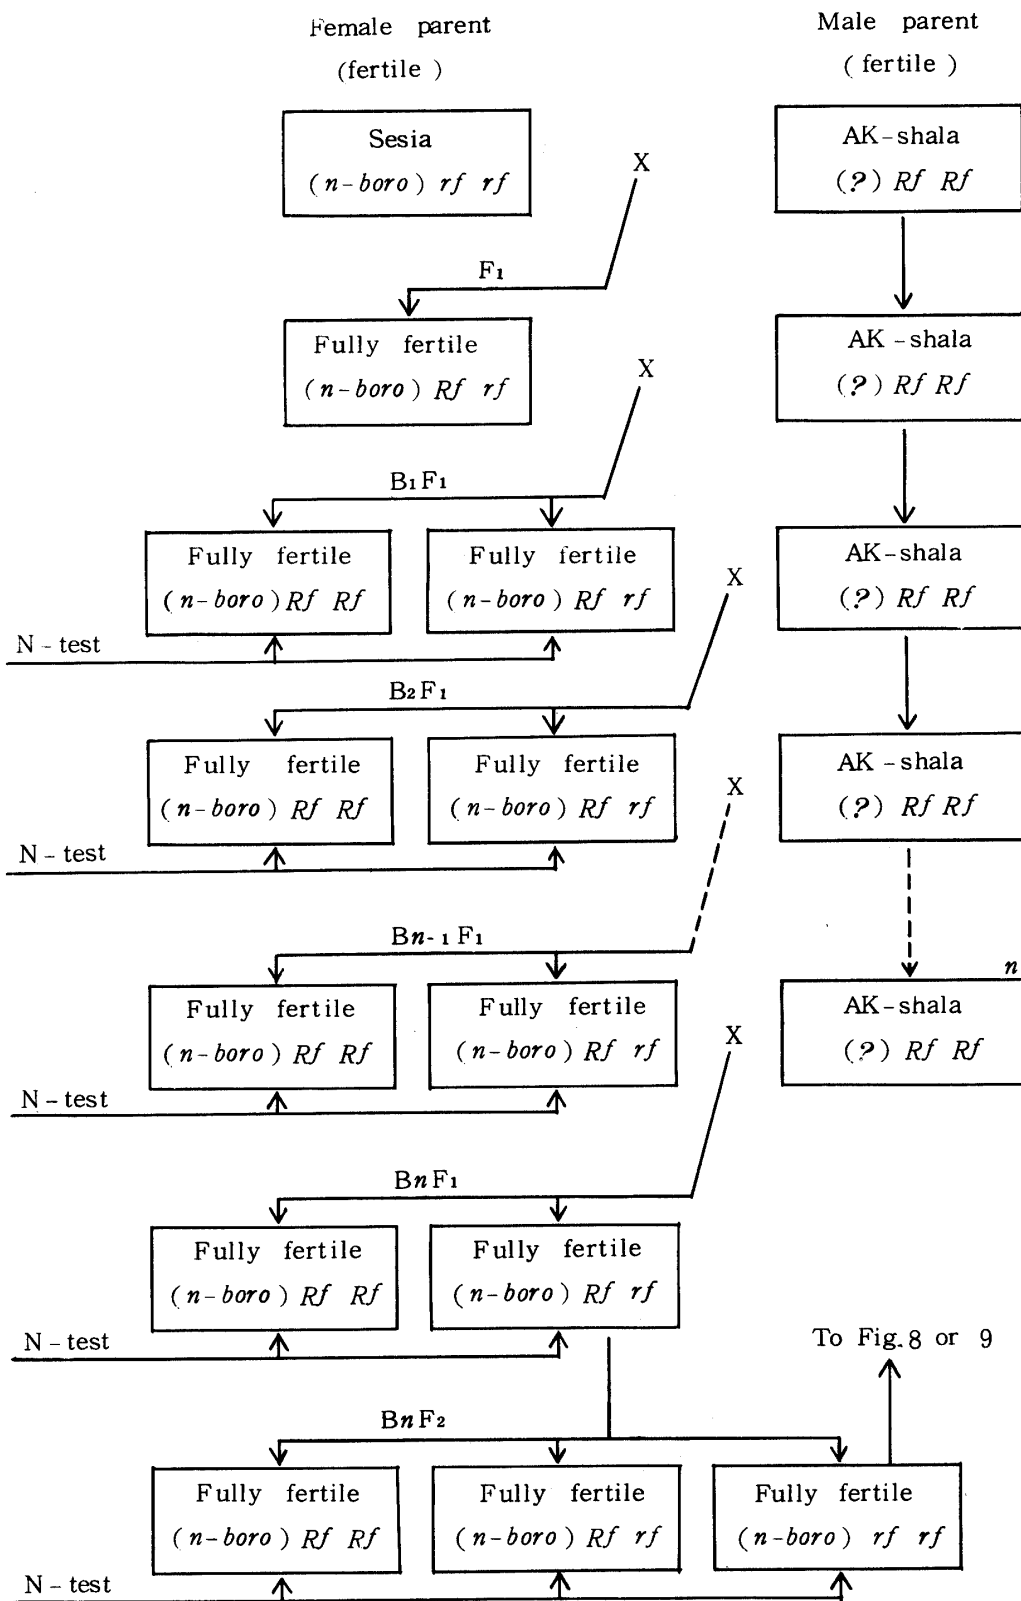 Female parent
(fertile)
Male parent
(fertile)
Sesia
(n-boro) rf rf
X
AK-shala
(?) Rf Rf
F1
Fully fertile
(n-boro) Rf rf
X
AK-shala
(?) Rf Rf
B1F1
Fully fertile
(n-boro) Rf Rf
Fully fertile
(n-boro) Rf rf
X
AK-shala
(?) Rf Rf
N-test
B2F1
Fully fertile
(n-boro) Rf Rf
Fully fertile
(n-boro) Rf rf
X
AK-shala
(?) Rf Rf
N-test
Bn-1F1
Fully fertile
(n-boro) Rf Rf
Fully fertile
(n-boro) Rf rf
X
n
AK-shala
(?) Rf Rf
N-test
BnF1
Fully fertile
(n-boro) Rf Rf
Fully fertile
(n-boro) Rf rf
N-test
To Fig. 8 or 9
BnF2
Fully fertile
(n-boro) Rf Rf
Fully fertile
(n-boro) Rf rf
Fully fertile
(n-boro) rf rf
N-test